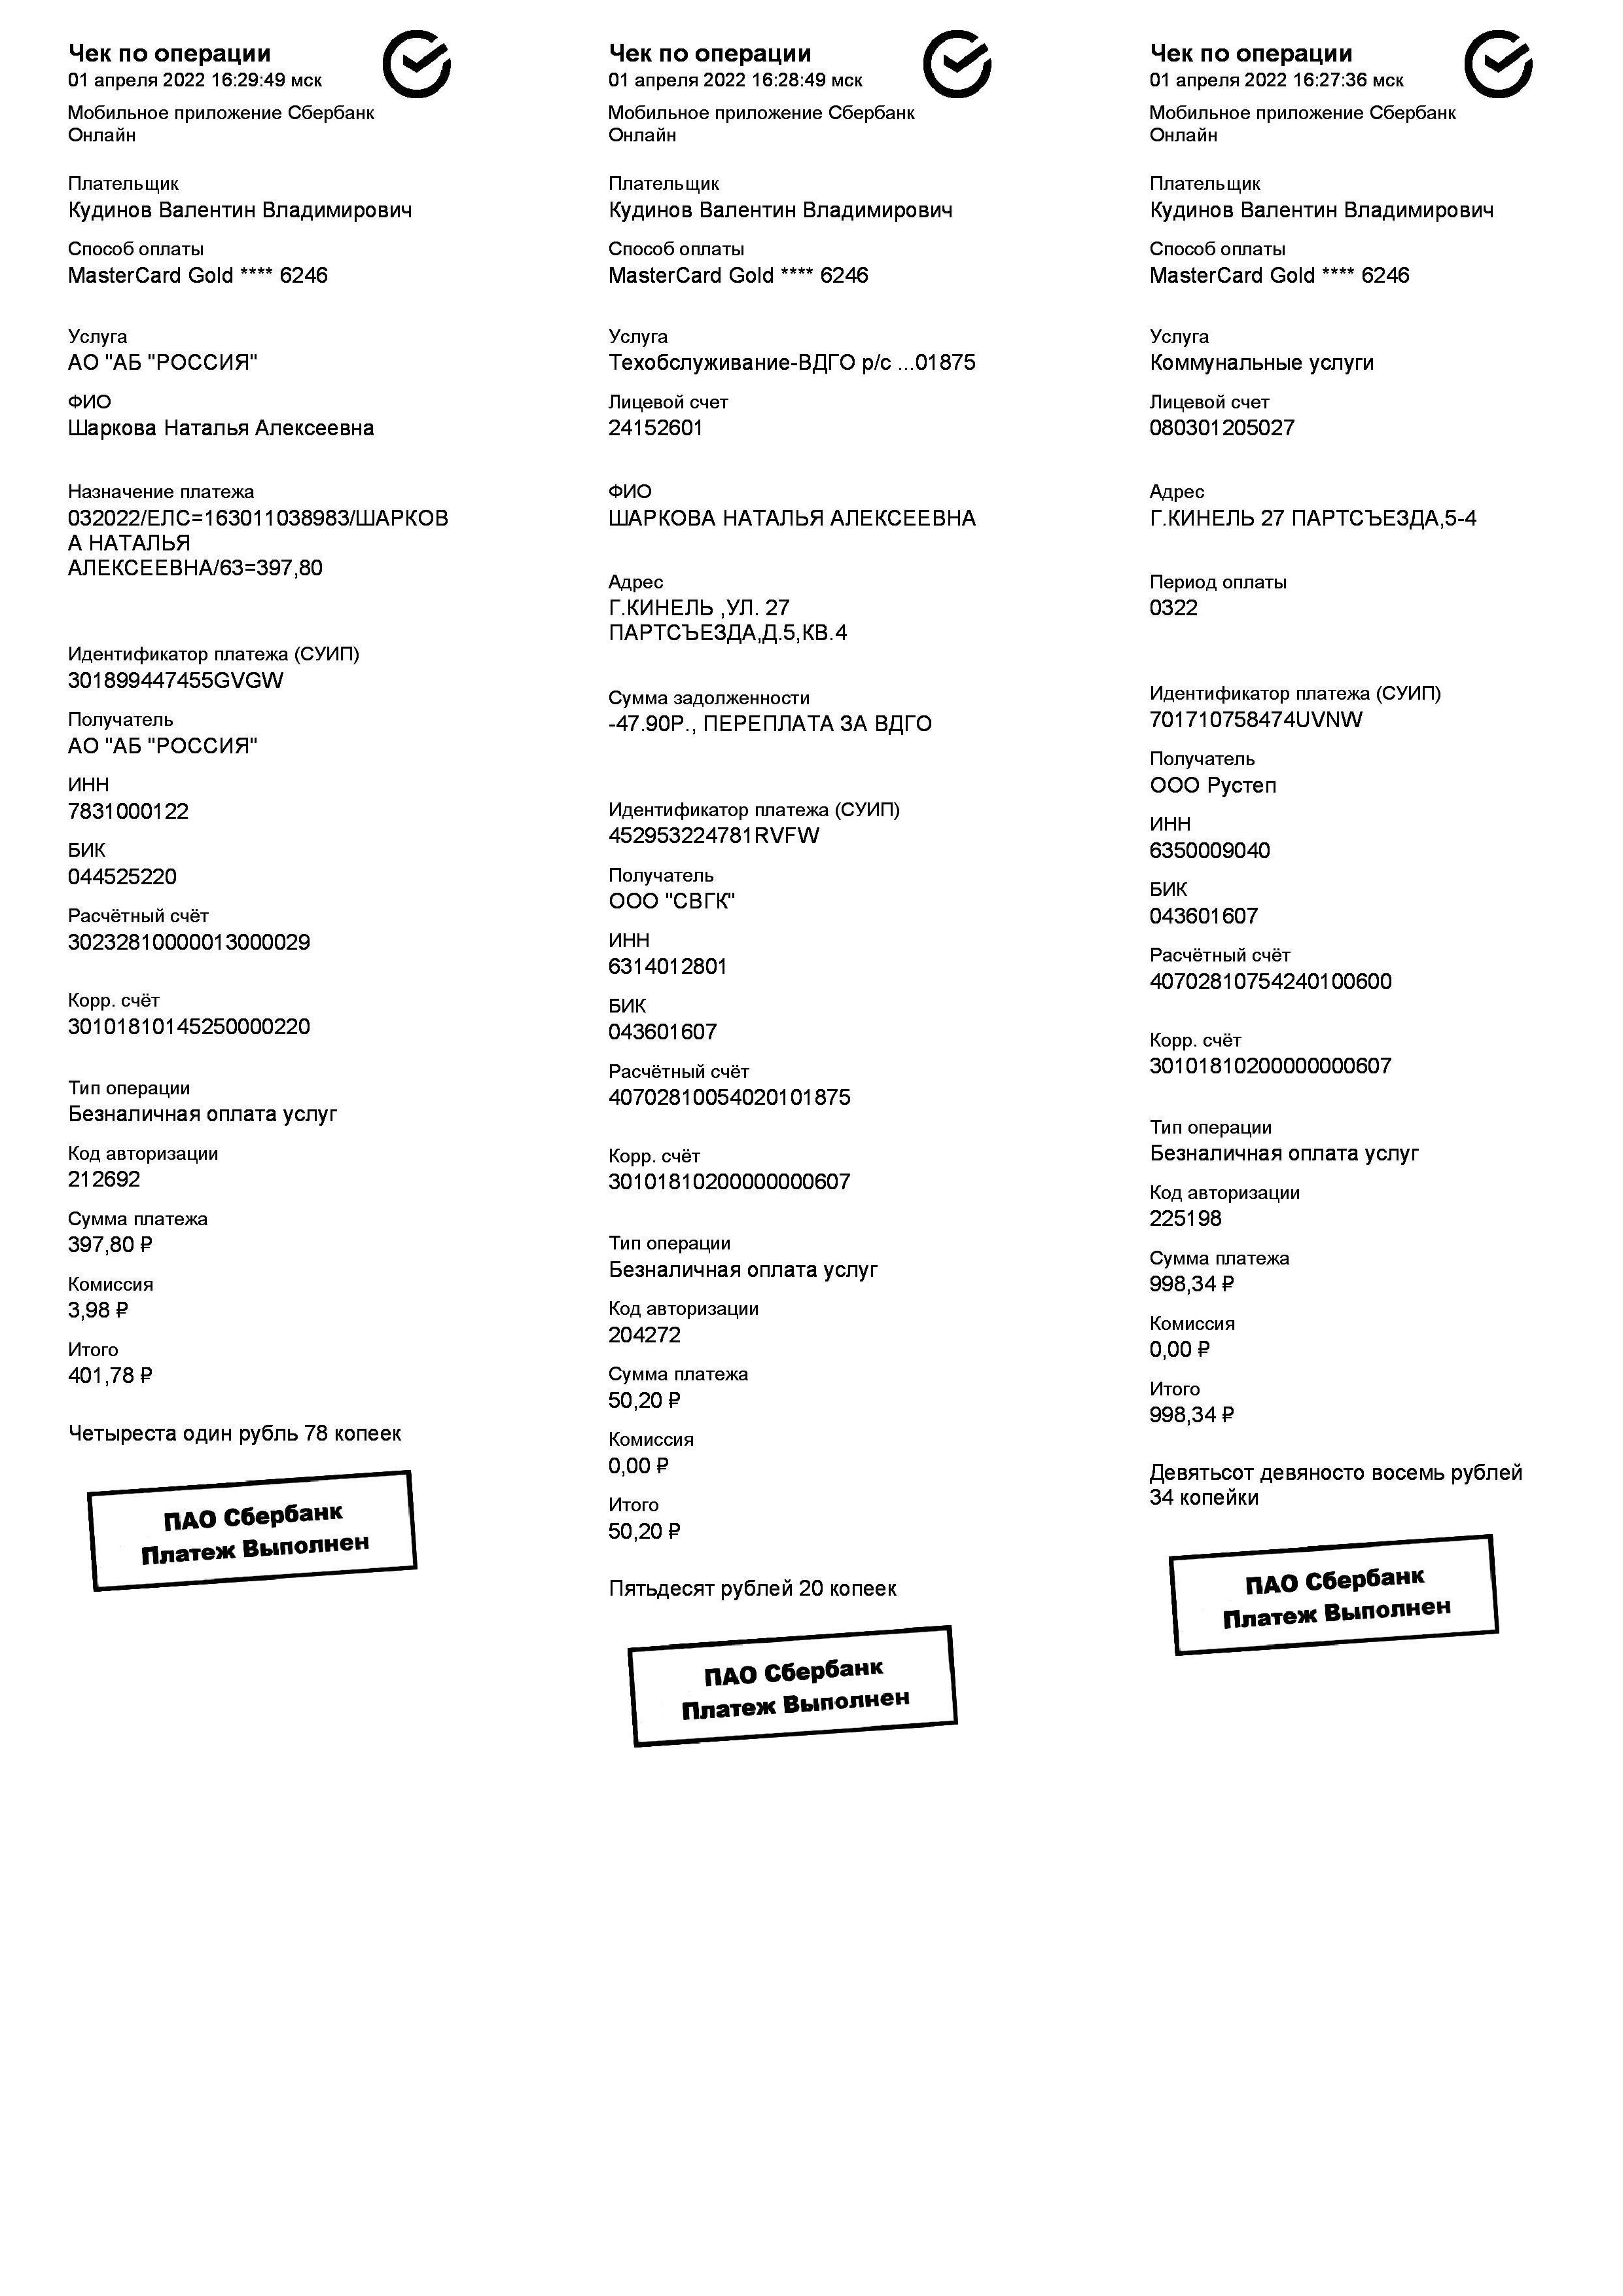 Чек по операции
01 апреля 2022 16:29:49 мск
Мобильное приложение Сбербанк
Онлайн
Плательщик
Кудинов Валентин Владимирович
Способ оплаты
MasterCard Gold **** 6246
Услуга
АО "АБ "РОССИЯ"
ФИО
Шаркова Наталья Алексеевна
Назначение платежа
032022/ЕЛС=163011038983/ШАРКОВ
А НАТАЛЬЯ
АЛЕКСЕЕВНА/63=397,80
Идентификатор платежа (СУИП)
301899447455GVGW
Получатель
АО "АБ "РОССИЯ"
ИНН
7831000122
БИК
044525220
Расчётный счёт
30232810000013000029
Корр. счёт
30101810145250000220
Тип операции
Безналичная оплата услуг
Код авторизации
212692
Сумма платежа
397,80 ₽
Комиссия
3,98 ₽
Итого
401,78 ₽
Четыреста один рубль 78 копеек
ПАО Сбербанк
Платеж Выполнен
Чек по операции
01 апреля 2022 16:28:49 мск
Мобильное приложение Сбербанк
Онлайн
Плательщик
Кудинов Валентин Владимирович
Способ оплаты
MasterCard Gold **** 6246
Услуга
Техобслуживание-ВДГО р/с ...01875
Лицевой счет
24152601
ФИО
ШАРКОВА НАТАЛЬЯ АЛЕКСЕЕВНА
Адрес
Г.КИНЕЛЬ ,УЛ. 27
ПАРТСЪЕЗДА,Д.5,КВ.4
Сумма задолженности
-47.90Р., ПЕРЕПЛАТА ЗА ВДГО
Идентификатор платежа (СУИП)
452953224781RVFW
Получатель
ООО "СВГК"
ИНН
6314012801
БИК
043601607
Расчётный счёт
40702810054020101875
Корр. счёт
30101810200000000607
Тип операции
Безналичная оплата услуг
Код авторизации
204272
Сумма платежа
50,20 ₽
Комиссия
0,00 ₽
Итого
50,20 ₽
Пятьдесят рублей 20 копеек
ПАО Сбербанк
Платеж Выполнен
Чек по операции
01 апреля 2022 16:27:36 мск
Мобильное приложение Сбербанк
Онлайн
Плательщик
Кудинов Валентин Владимирович
Способ оплаты
MasterCard Gold **** 6246
Услуга
Коммунальные услуги
Лицевой счет
080301205027
Адрес
Г.КИНЕЛЬ 27 ПАРТСЪЕЗДА,5-4
Период оплаты
0322
Идентификатор платежа (СУИП)
701710758474UVNW
Получатель
ООО Рустеп
ИНН
6350009040
БИК
043601607
Расчётный счёт
40702810754240100600
Корр. счёт
30101810200000000607
Тип операции
Безналичная оплата услуг
Код авторизации
225198
Сумма платежа
998,34 ₽
Комиссия
0,00 ₽
Итого
998,34 ₽
Девятьсот девяносто восемь рублей
34 копейки
ПАО Сбербанк
Платеж Выполнен